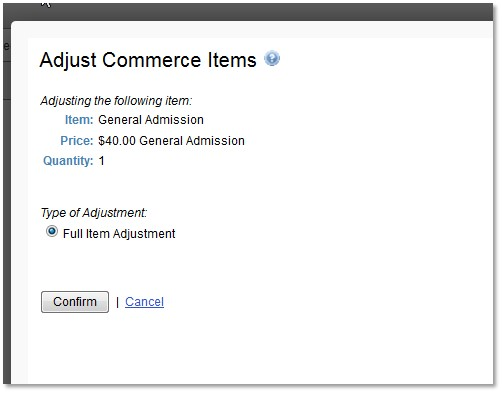 Adjust Commerce Items
Adjusting the following item:
Item: General Admission
Price: $40.00 General Admission
Quantity: 1
Type of Adjustment:
Full Item Adjustment
Confirm | Cancel